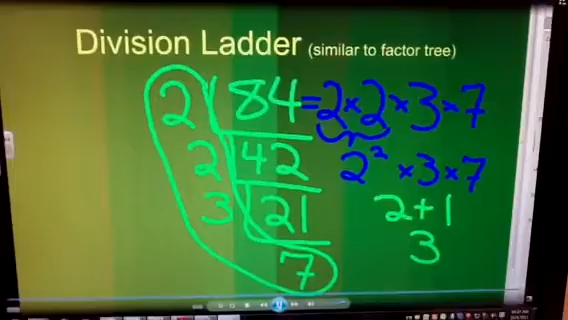 Division Ladder (similar to factor tree)
2 84 = 2 × 2 × 3 × 7
2 42 2² × 3 × 7
3 21 2 + 1
7 3